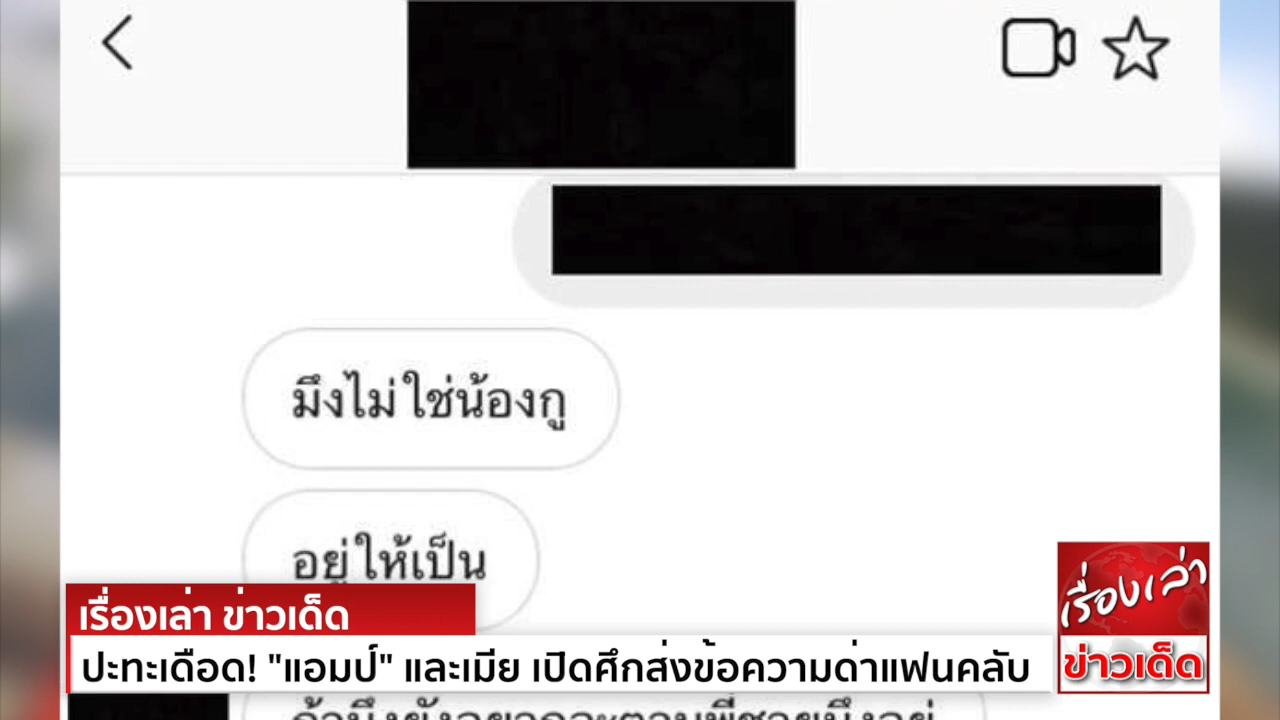 มึงไม่ใช่น้องกู
อยู่ให้เป็น
เรื่องเล่า ข่าวเด็ด
ปะทะเดือด! "แอมป์" และเมีย เปิดศึกส่งข้อความด่าแฟนคลับ
เรื่องเล่า
ข่าวเด็ด